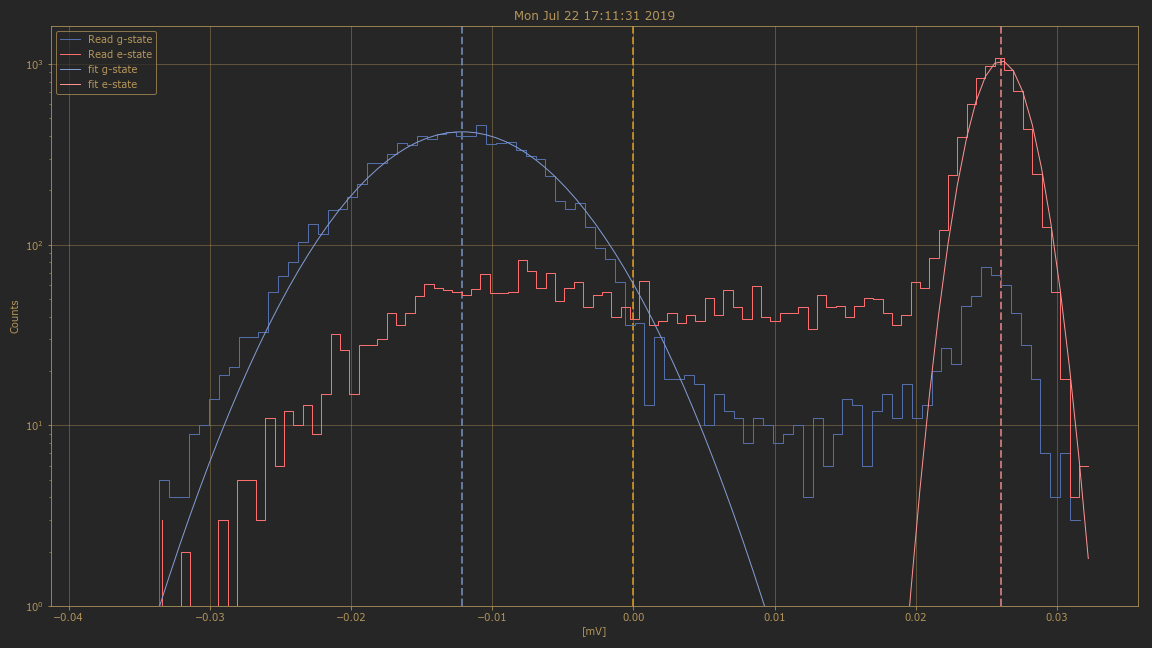 Mon Jul 22 17:11:31 2019
Read g-state
Read e-state
fit g-state
fit e-state
Counts
10³
10²
10¹
10⁰
−0.04 −0.03 −0.02 −0.01 0.00 0.01 0.02 0.03
[mV]